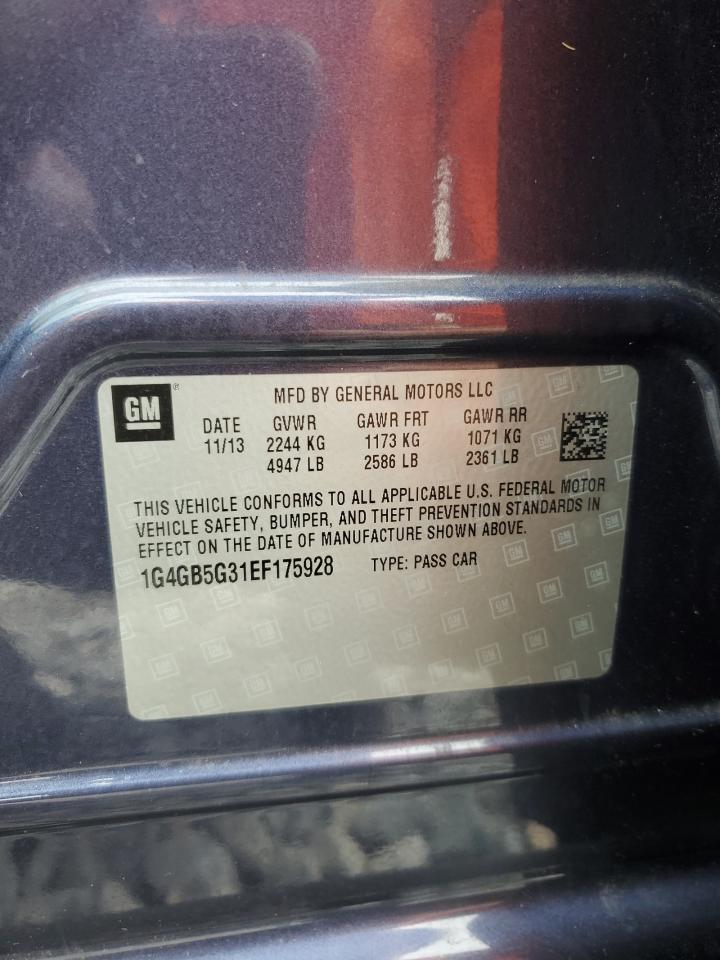 GM®
MFD BY GENERAL MOTORS LLC
DATE GVWR GAWR FRT GAWR RR
11/13 2244 KG 1173 KG 1071 KG
4947 LB 2586 LB 2361 LB
THIS VEHICLE CONFORMS TO ALL APPLICABLE U.S. FEDERAL MOTOR
VEHICLE SAFETY, BUMPER, AND THEFT PREVENTION STANDARDS IN
EFFECT ON THE DATE OF MANUFACTURE SHOWN ABOVE.
1G4GB5G31EF175928 TYPE: PASS CAR